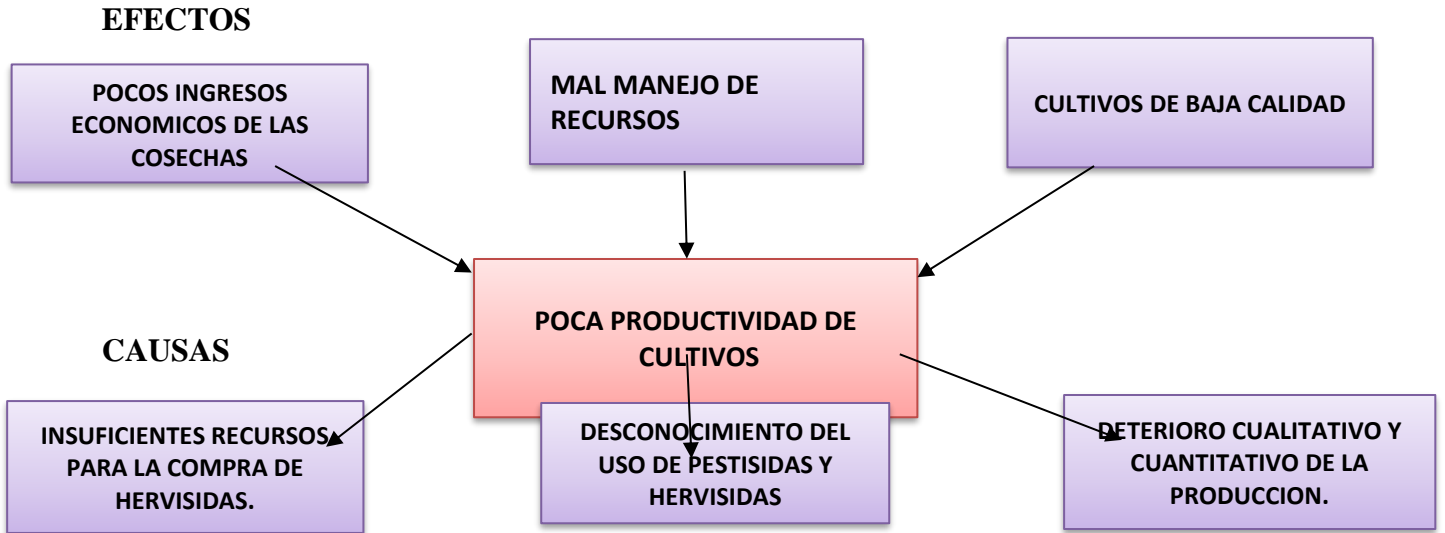 EFECTOS
POCOS INGRESOS
ECONOMICOS DE LAS
COSECHAS
MAL MANEJO DE
RECURSOS
CULTIVOS DE BAJA CALIDAD
POCA PRODUCTIVIDAD DE
CULTIVOS
CAUSAS
INSUFICIENTES RECURSOS
PARA LA COMPRA DE
HERVISIDAS.
DESCONOCIMIENTO DEL
USO DE PESTISIDAS Y
HERVISIDAS
DETERIORO CUALITATIVO Y
CUANTITATIVO DE LA
PRODUCCION.